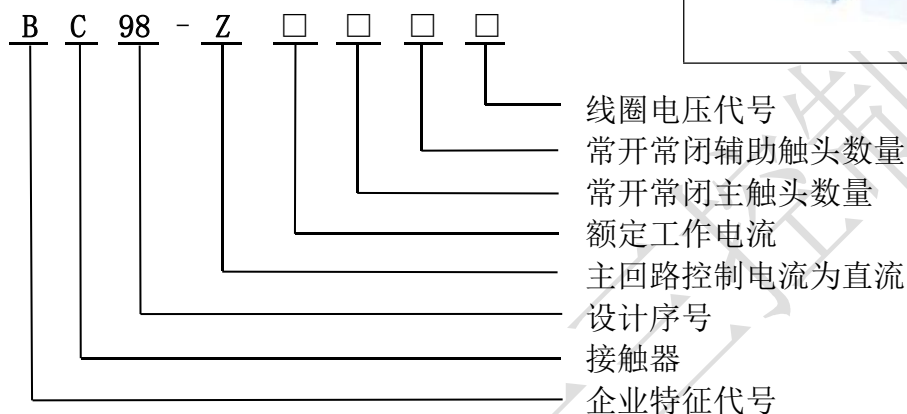 B C 98 - Z □ □ □ □
线圈电压代号
常开常闭辅助触头数量
常开常闭主触头数量
额定工作电流
主回路控制电流为直流
设计序号
接触器
企业特征代号